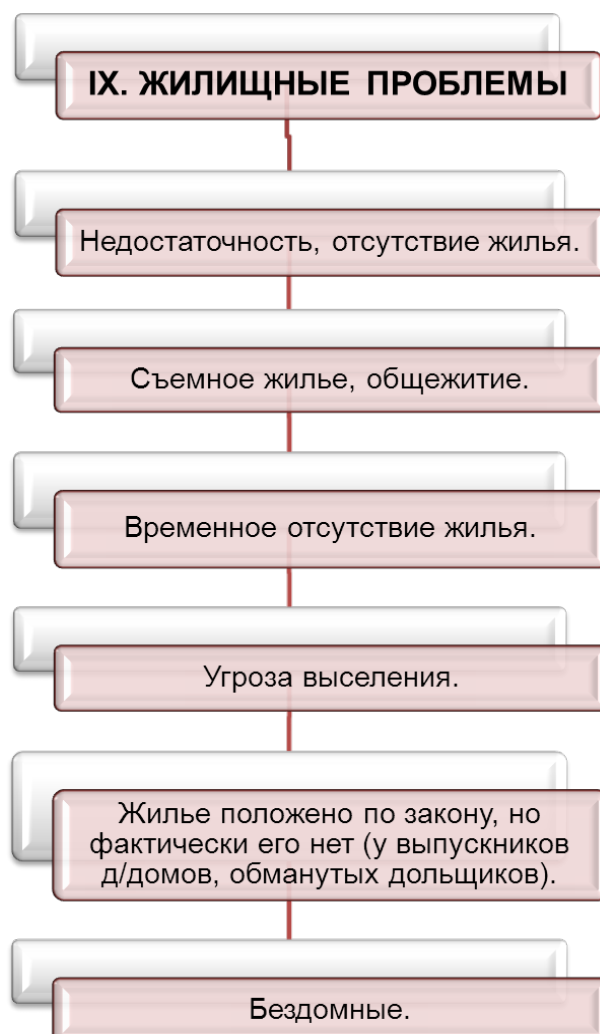 IX. ЖИЛИЩНЫЕ ПРОБЛЕМЫ
Недостаточность, отсутствие жилья.
Съемное жилье, общежитие.
Временное отсутствие жилья.
Угроза выселения.
Жилье положено по закону, но
фактически его нет (у выпускников
д/домов, обманутых дольщиков).
Бездомные.